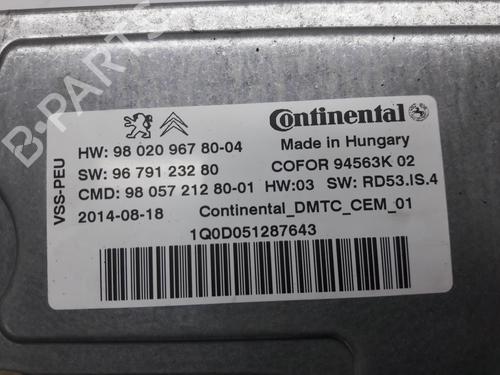 Continental
HW: 98 020 967 80-04
Made in Hungary
SW: 96 791 232 80
COFOR 94563K 02
CMD: 98 057 212 80-01 HW:03 SW: RD53.IS.4
2014-08-18 Continental_DMTC_CEM_01
1Q0D051287643
VSS-PEU
B-PARTS